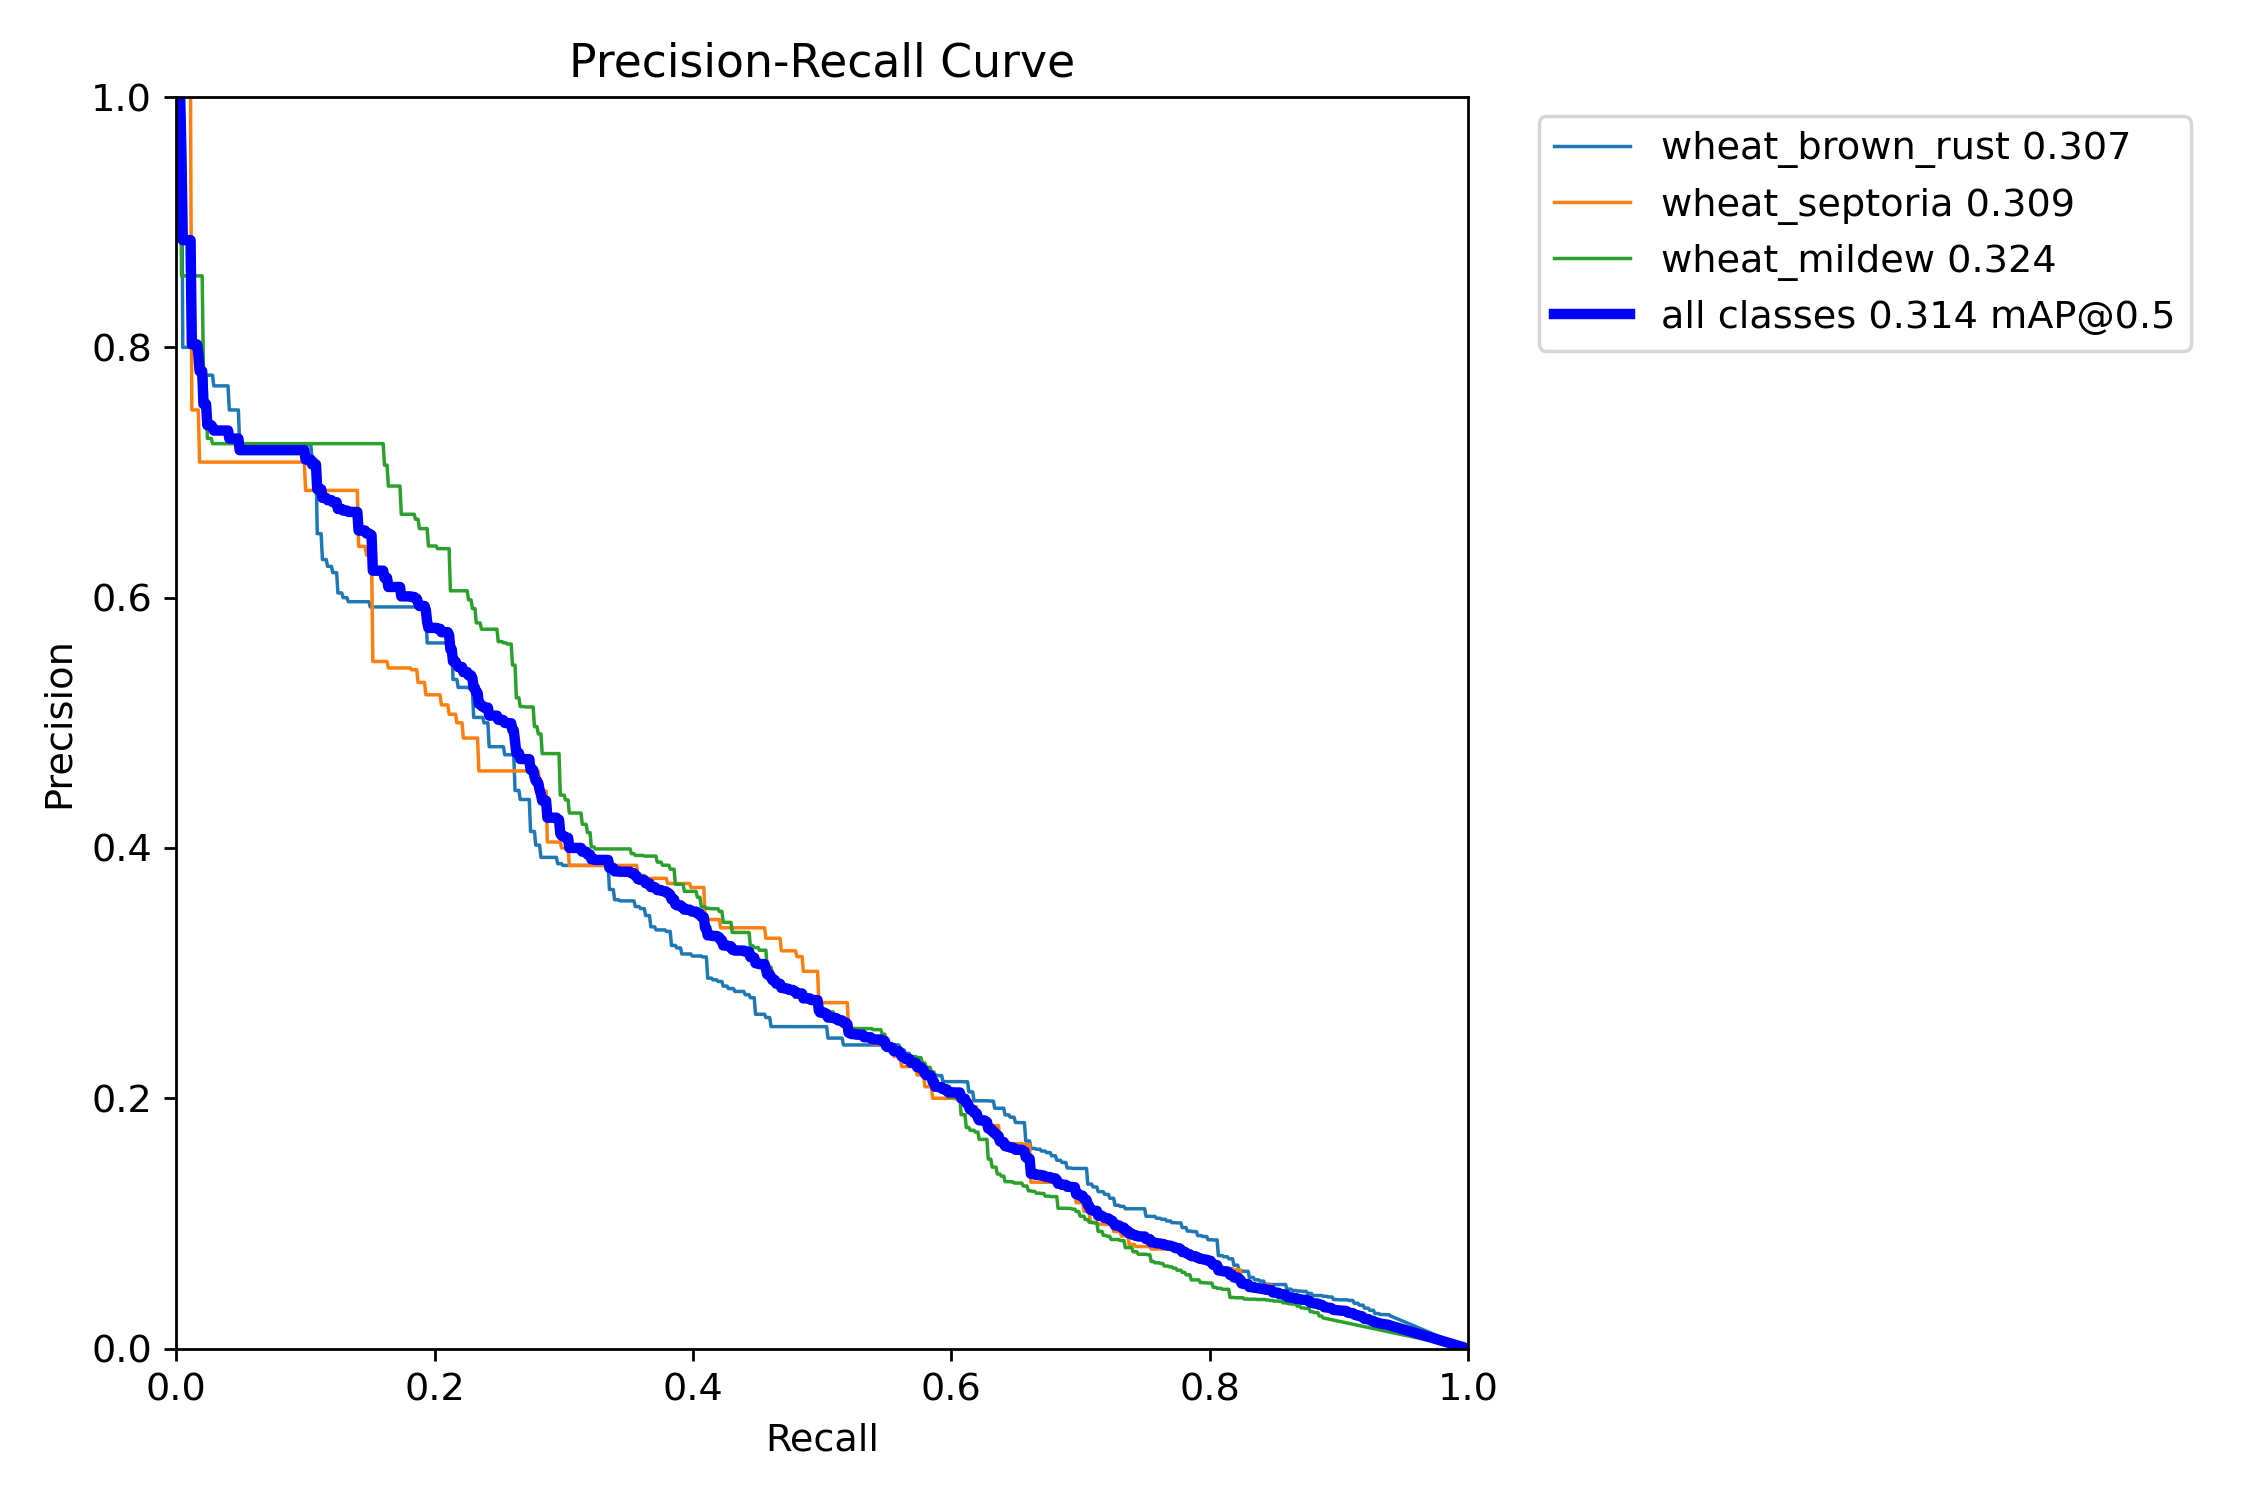 Precision-Recall Curve
1.0
0.8
0.6
0.4
0.2
0.0
Precision
0.0 0.2 0.4 0.6 0.8 1.0
Recall
wheat_brown_rust 0.307
wheat_septoria 0.309
wheat_mildew 0.324
all classes 0.314 mAP@0.5